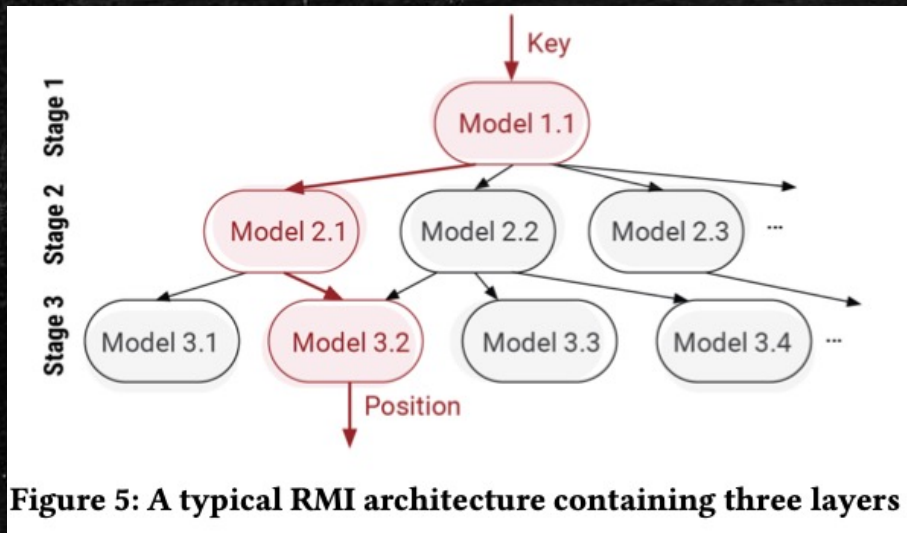 Key
Stage 1
Model 1.1
Stage 2
Model 2.1
Model 2.2
Model 2.3
...
Stage 3
Model 3.1
Model 3.2
Model 3.3
Model 3.4
...
Position
Figure 5: A typical RMI architecture containing three layers